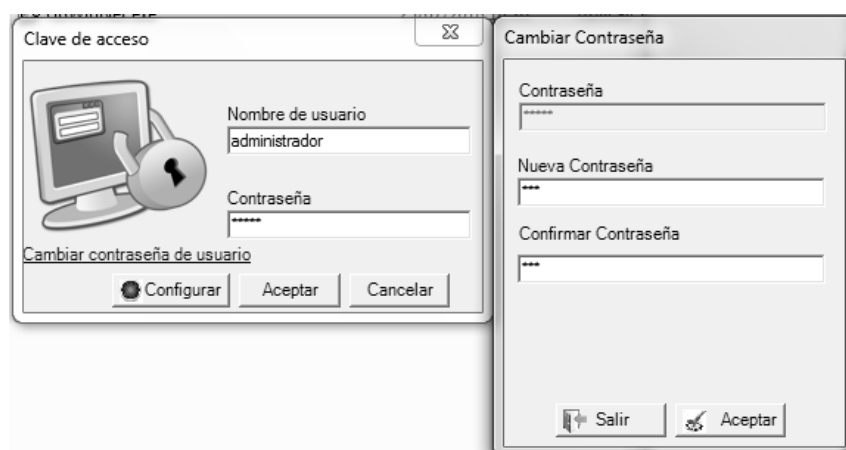 Clave de acceso
Nombre de usuario
administrador
Contraseña
*****
Cambiar contraseña de usuario
Configurar
Aceptar
Cancelar
Cambiar Contraseña
Contraseña
*****
Nueva Contraseña
***
Confirmar Contraseña
***
Salir
Aceptar